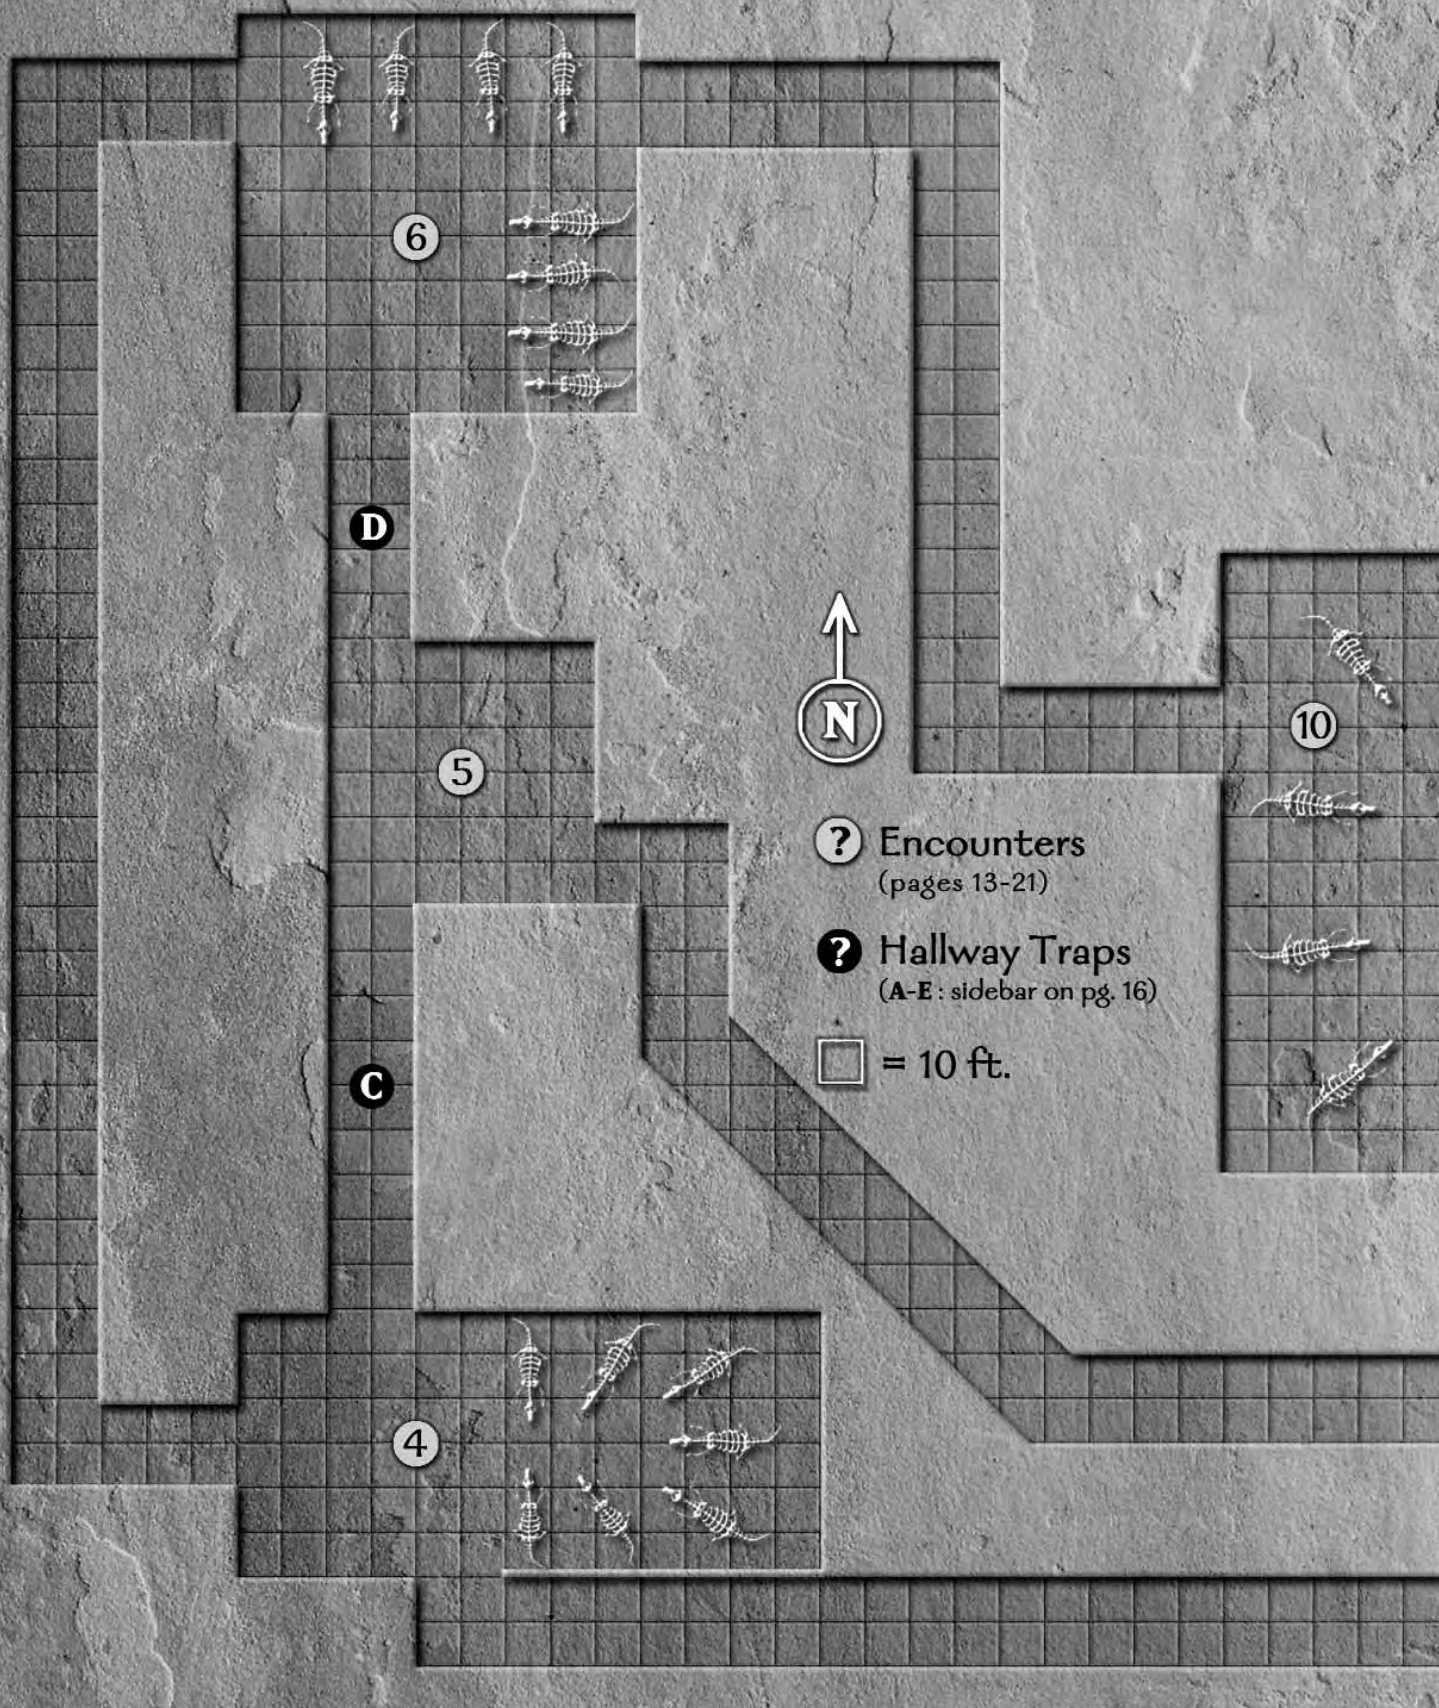 6
D
10
N
5
? Encounters
(pages 13-21)
? Hallway Traps
(A-E : sidebar on pg. 16)
= 10 ft.
C
4